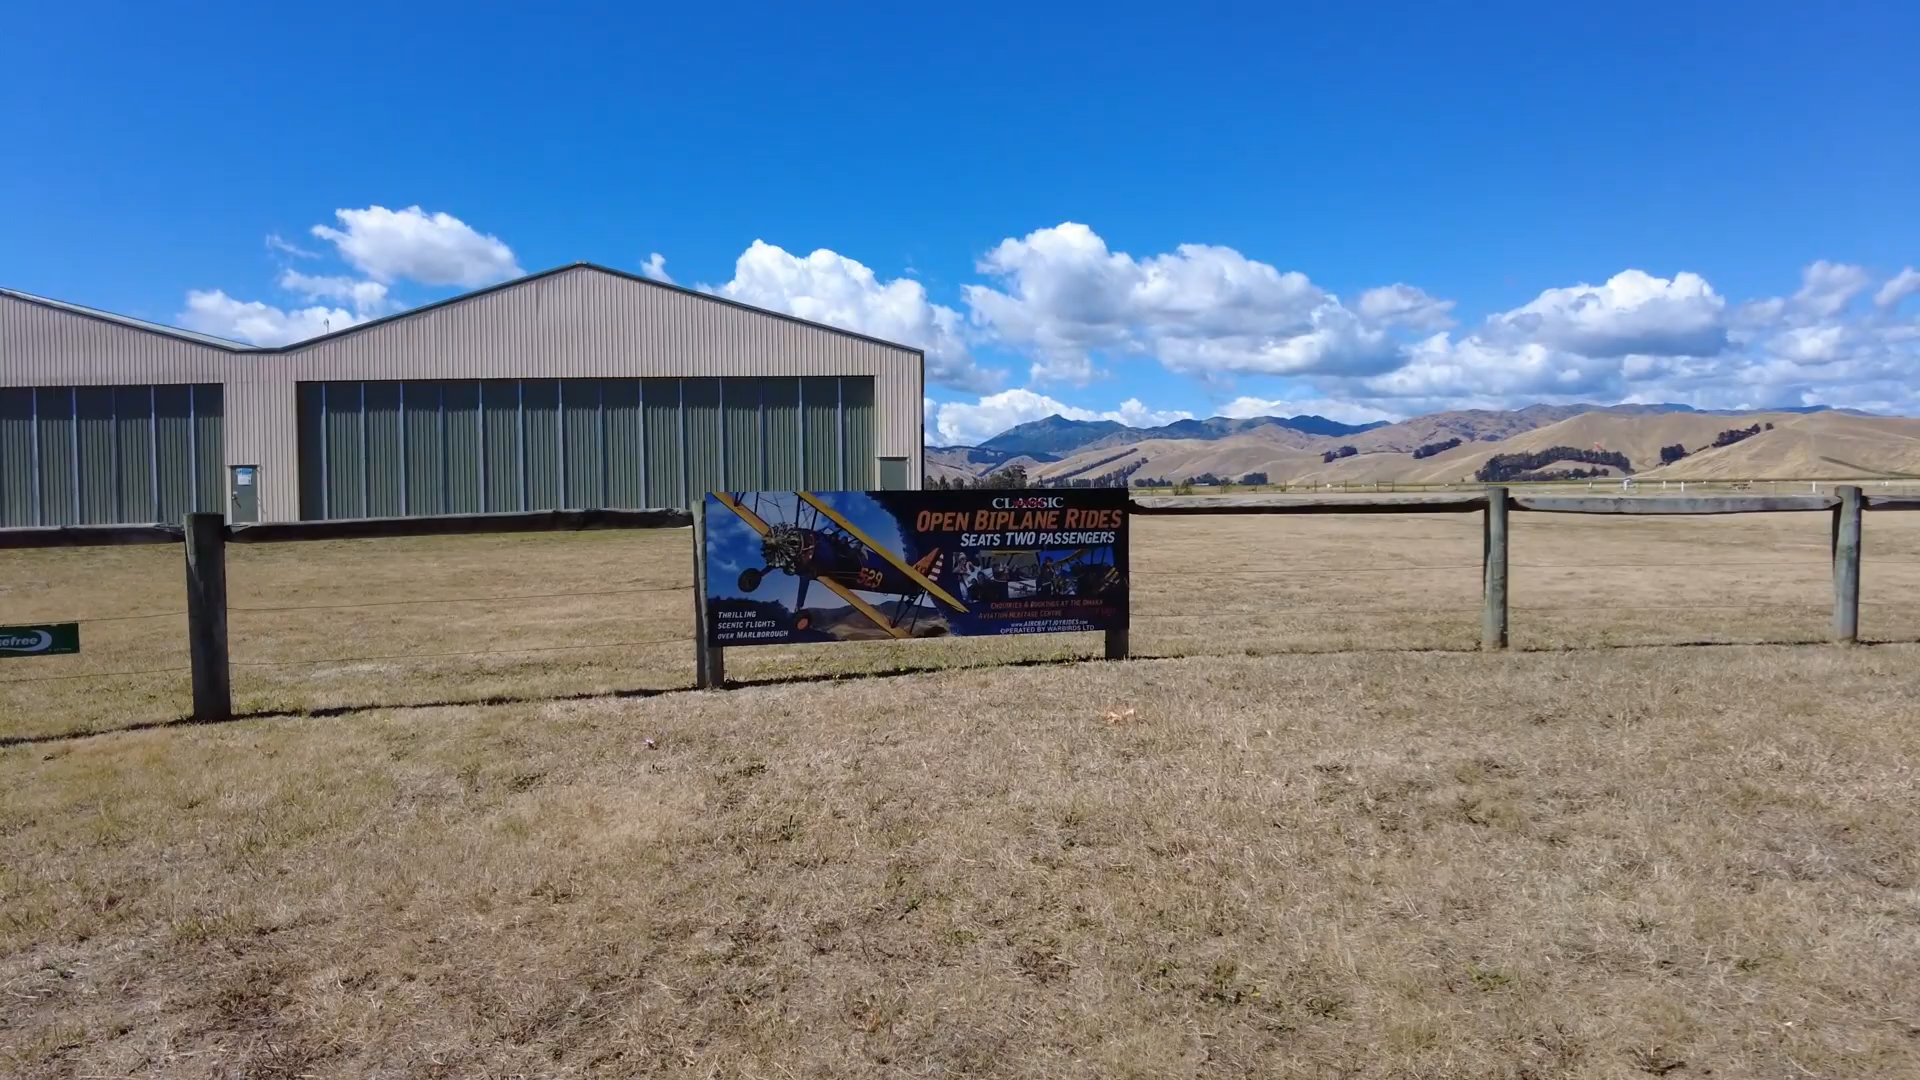 CLASSIC
OPEN BIPLANE RIDES
SEATS TWO PASSENGERS
529
THRILLING
SCENIC FLIGHTS
OVER MARLBOROUGH
ENQUIRIES & BOOKINGS AT THE OMAKA
AVIATION HERITAGE CENTRE
www.AIRCRAFTJOYRIDES.com
OPERATED BY WARBIRDS LTD
efree